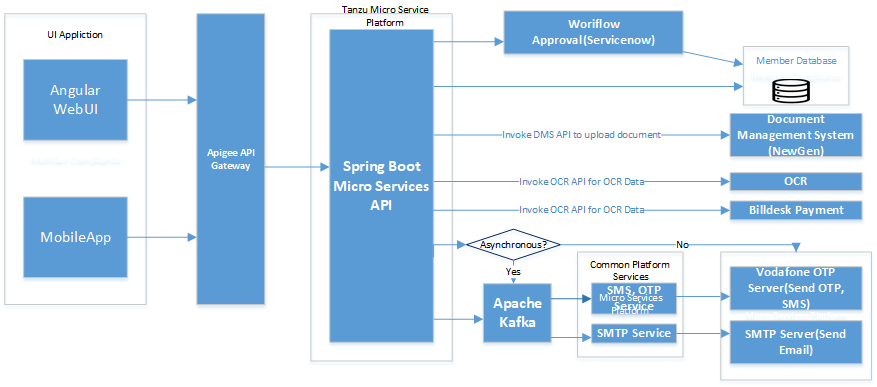 UI Appliction
Angular
WebUI
MobileApp
Apigee API
Gateway
Tanzu Micro Service
Platform
Spring Boot
Micro Services
API
Woriflow
Approval(Servicenow)
Member Database
Invoke DMS API to upload document
Document
Management System
(NewGen)
Invoke OCR API for OCR Data
OCR
Invoke OCR API for OCR Data
Billdesk Payment
Asynchronous?
No
Yes
Apache
Kafka
Common Platform
Services
SMS, OTP
Service
Micro Services
Platform
SMTP Service
Vodafone OTP
Server(Send OTP,
SMS)
SMTP Server(Send
Email)